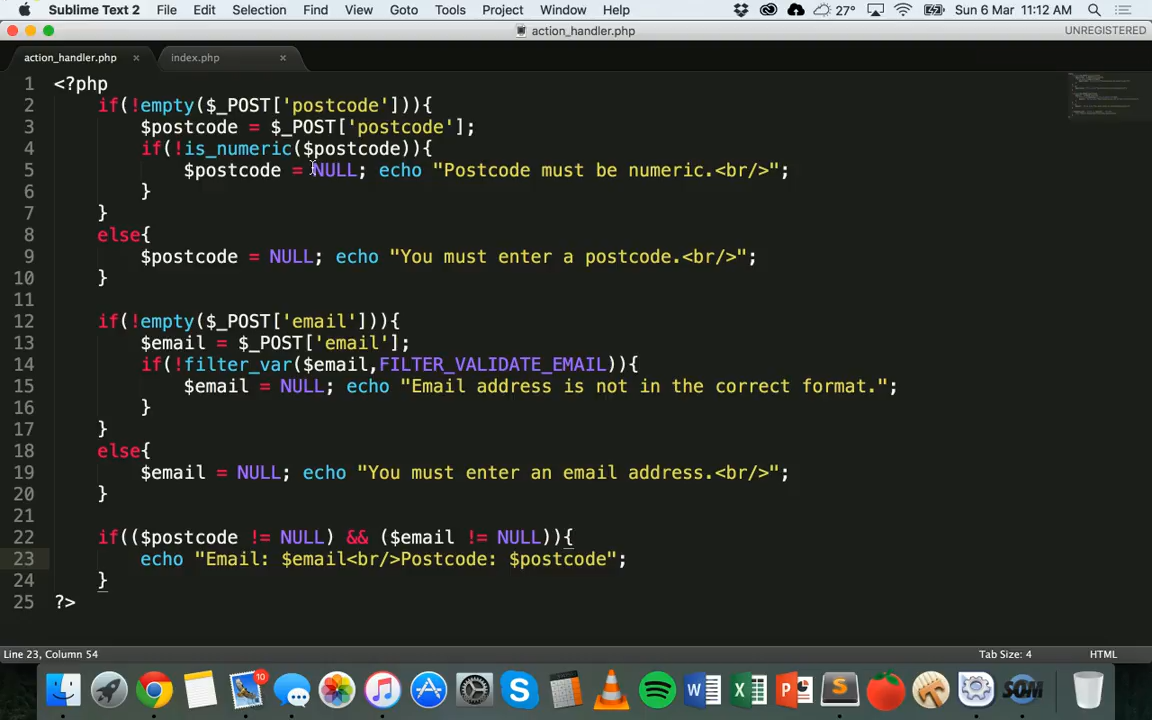 Sublime Text 2 File Edit Selection Find View Goto Tools Project Window Help 27° Sun 6 Mar 11:12 AM
action_handler.php UNREGISTERED
action_handler.php × index.php ×
1 <?php
2 if(!empty($_POST['postcode'])){
3 $postcode = $_POST['postcode'];
4 if(!is_numeric($postcode)){
5 $postcode = NULL; echo "Postcode must be numeric.<br/>";
6 }
7 }
8 else{
9 $postcode = NULL; echo "You must enter a postcode.<br/>";
10 }
11
12 if(!empty($_POST['email'])){
13 $email = $_POST['email'];
14 if(!filter_var($email,FILTER_VALIDATE_EMAIL)){
15 $email = NULL; echo "Email address is not in the correct format.";
16 }
17 }
18 else{
19 $email = NULL; echo "You must enter an email address.<br/>";
20 }
21
22 if(($postcode != NULL) && ($email != NULL)){
23 echo "Email: $email<br/>Postcode: $postcode";
24 }
25 ?>
Line 23, Column 54 Tab Size: 4 HTML
10
W X P S SOM